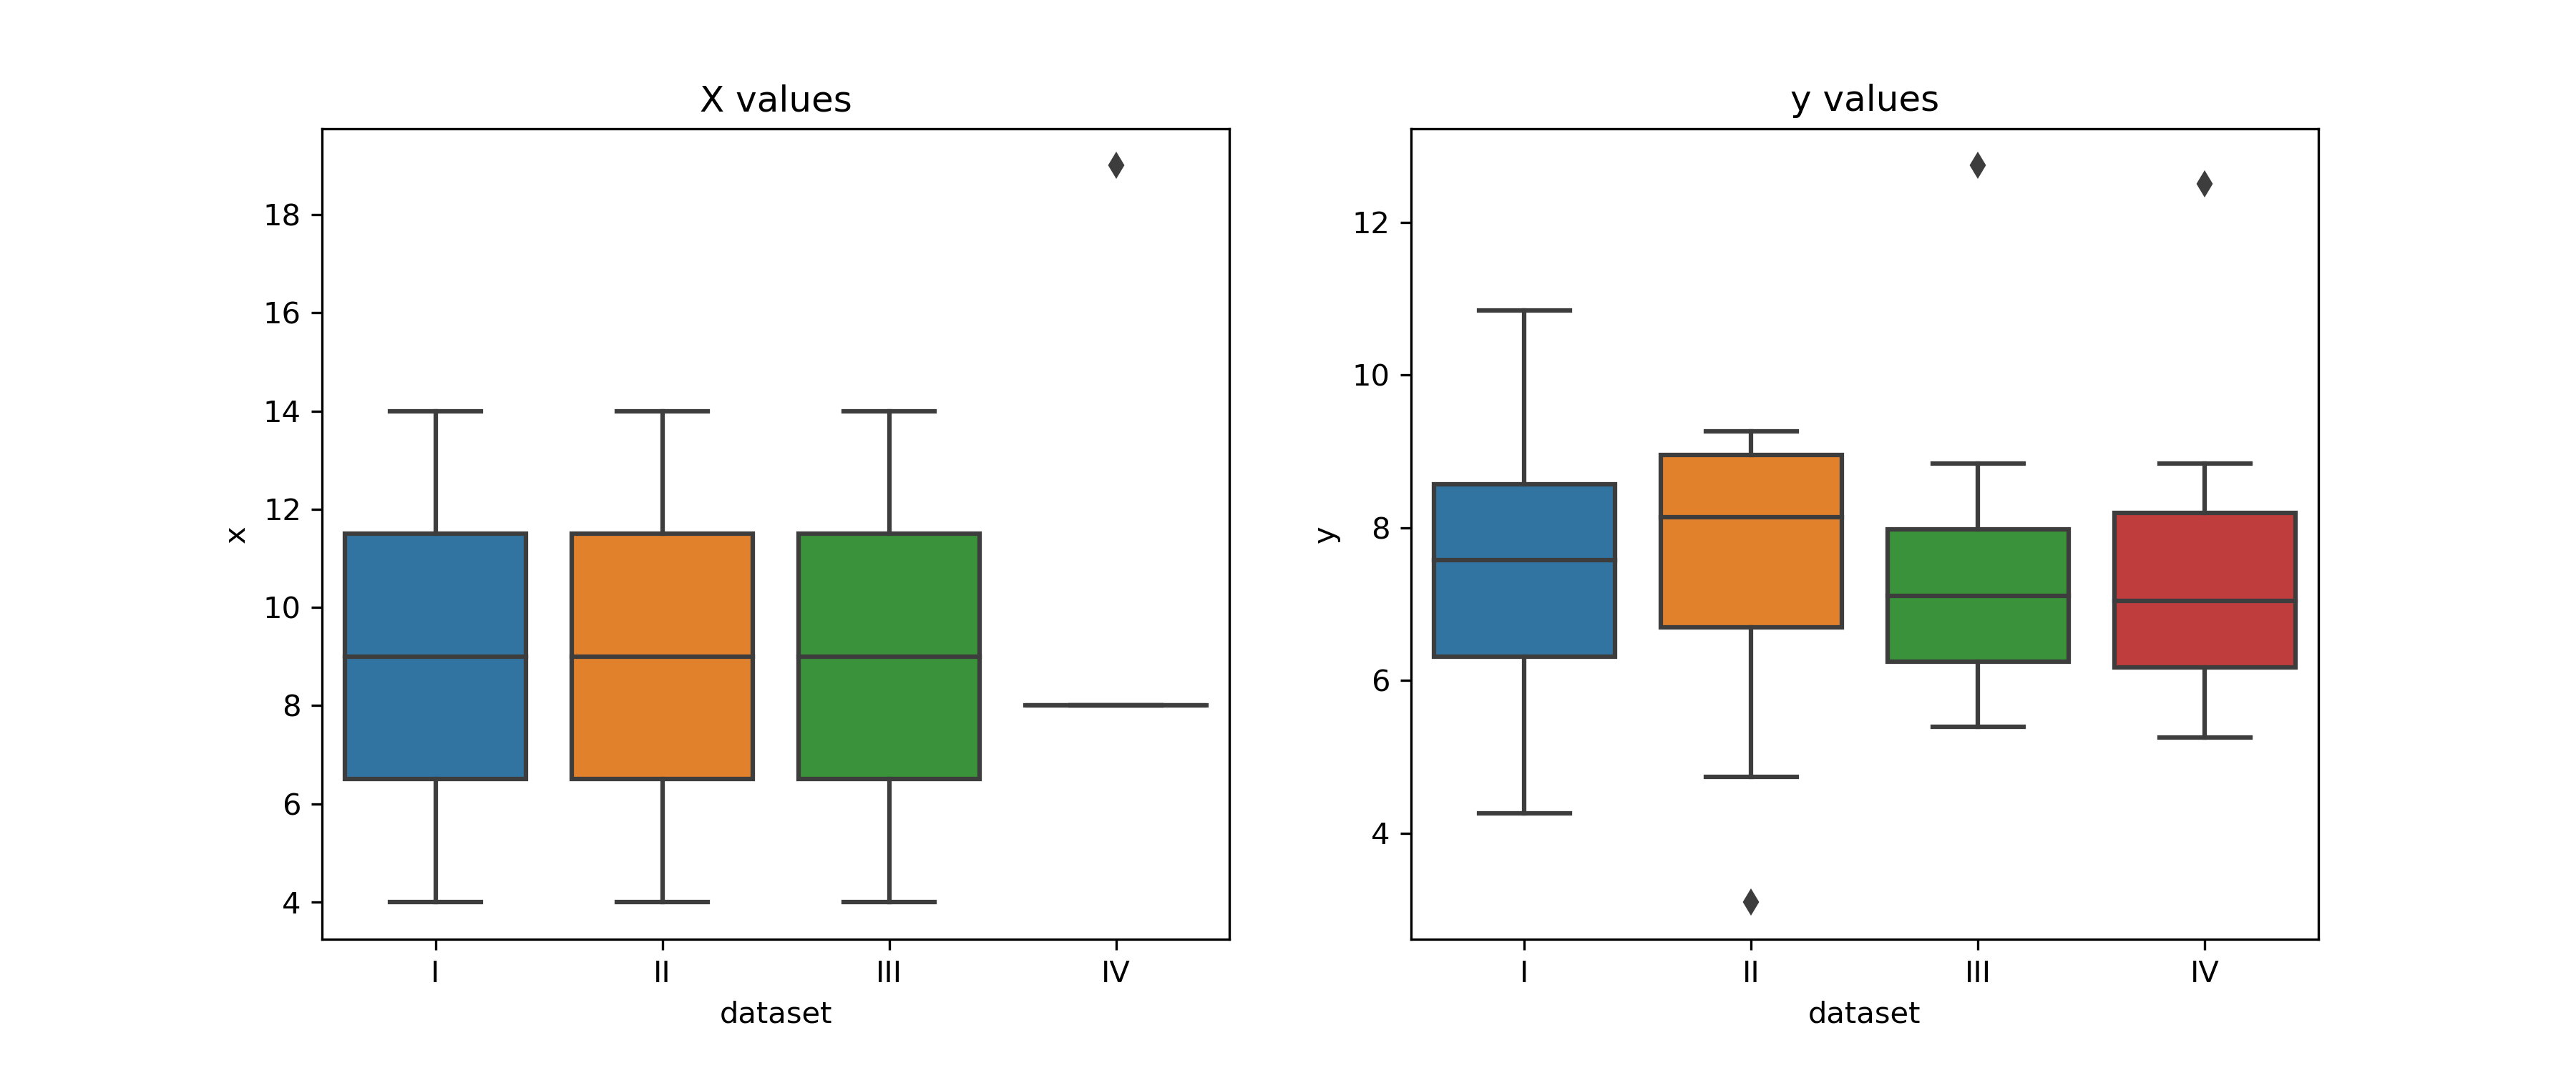 X values
18
16
14
12
10
8
6
4
x
I II III IV
dataset
y values
12
10
8
6
4
y
I II III IV
dataset